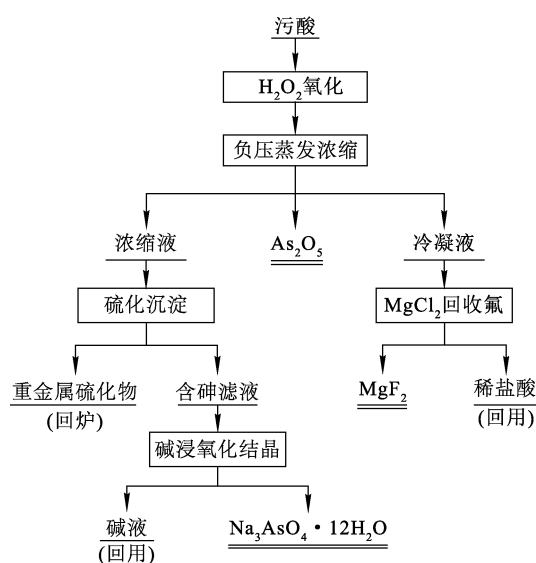 污酸
H₂O₂氧化
负压蒸发浓缩
浓缩液
As₂O₅
冷凝液
硫化沉淀
MgCl₂回收氟
重金属硫化物
(回炉)
含砷滤液
MgF₂
稀盐酸
(回用)
碱浸氧化结晶
碱液
(回用)
Na₃AsO₄・12H₂O